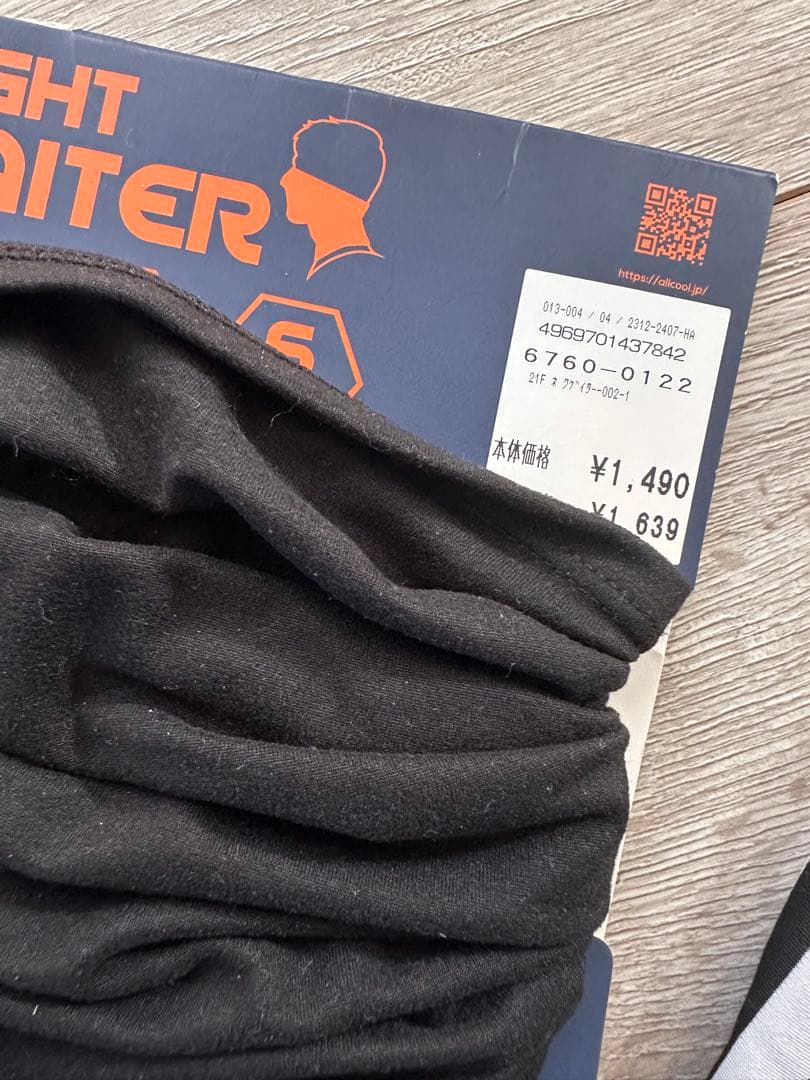 GHT
AITER
S
https://allcool.jp/
013-004 / 04 / 2312-2407-HA
4969701437842
6760-0122
21F ネックゲイター-002-1
本体価格 ¥1,490
¥1,639